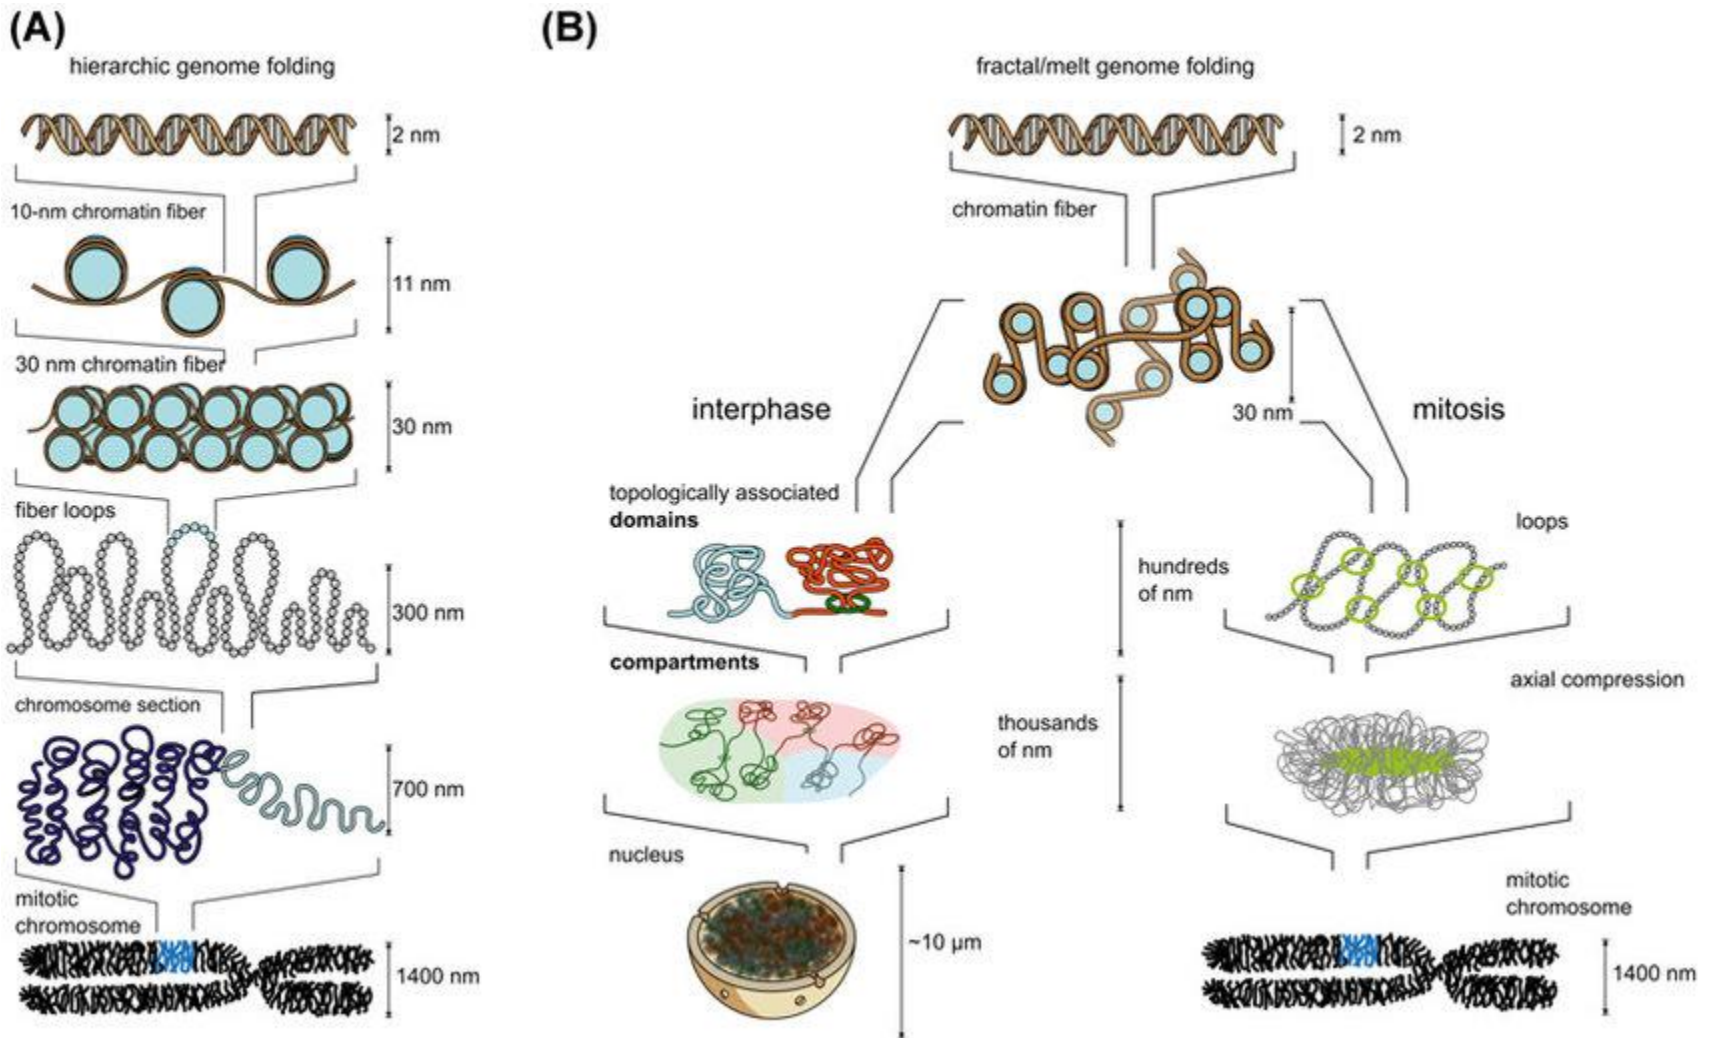 (A)
hierarchic genome folding
2 nm
10-nm chromatin fiber
11 nm
30 nm chromatin fiber
30 nm
fiber loops
300 nm
chromosome section
700 nm
mitotic
chromosome
1400 nm
(B)
fractal/melt genome folding
2 nm
chromatin fiber
30 nm
interphase
mitosis
topologically associated
domains
hundreds
of nm
loops
compartments
thousands
of nm
axial compression
nucleus
~10 µm
mitotic
chromosome
1400 nm